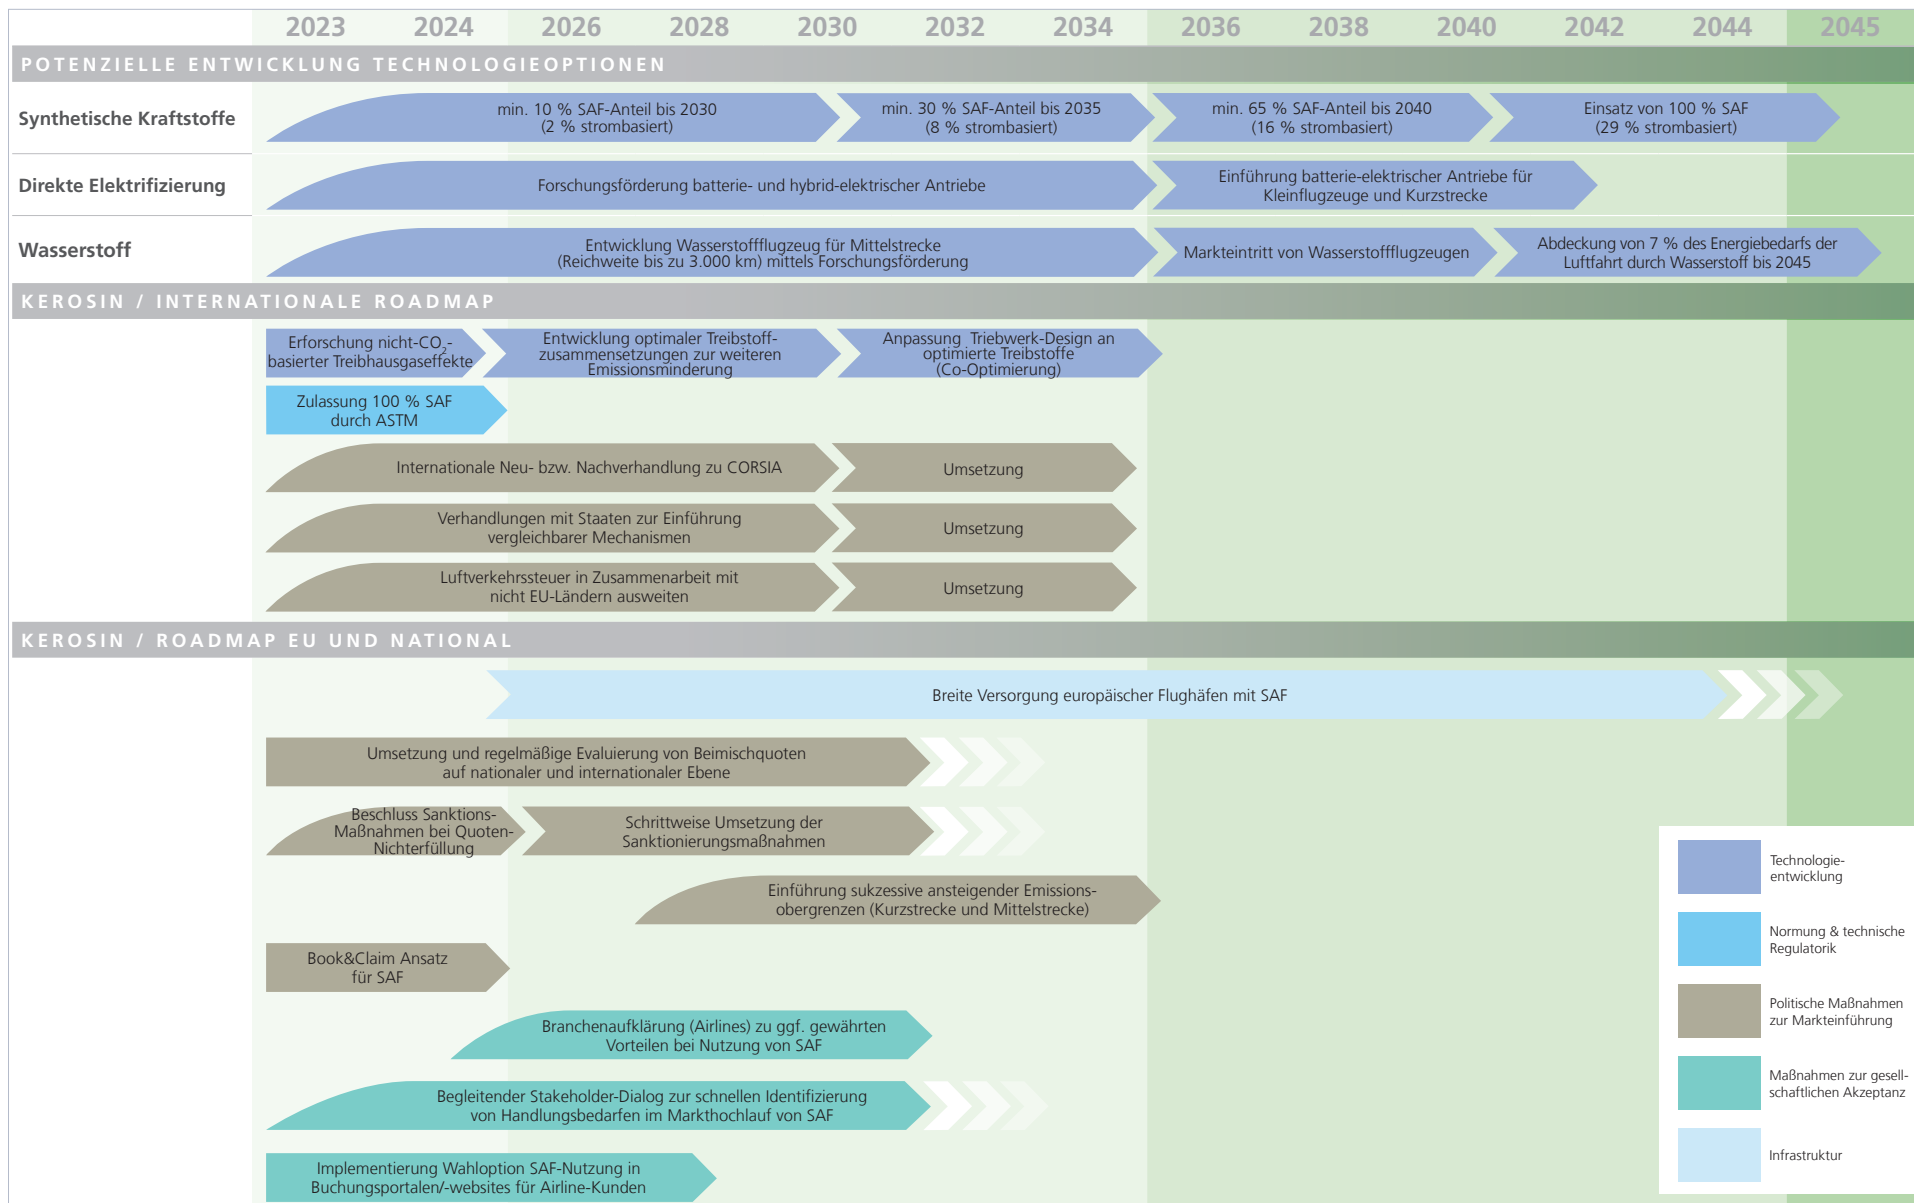 2023 2024 2026 2028 2030 2032 2034 2036 2038 2040 2042 2044 2045
POTENZIELLE ENTWICKLUNG TECHNOLOGIEOPTIONEN
Synthetische Kraftstoffe
min. 10 % SAF-Anteil bis 2030
(2 % strombasiert)
min. 30 % SAF-Anteil bis 2035
(8 % strombasiert)
min. 65 % SAF-Anteil bis 2040
(16 % strombasiert)
Einsatz von 100 % SAF
(29 % strombasiert)
Direkte Elektrifizierung
Forschungsförderung batterie- und hybrid-elektrischer Antriebe
Einführung batterie-elektrischer Antriebe für
Kleinflugzeuge und Kurzstrecke
Wasserstoff
Entwicklung Wasserstoffflugzeug für Mittelstrecke
(Reichweite bis zu 3.000 km) mittels Forschungsförderung
Markteintritt von Wasserstoffflugzeugen
Abdeckung von 7 % des Energiebedarfs der
Luftfahrt durch Wasserstoff bis 2045
KEROSIN / INTERNATIONALE ROADMAP
Erforschung nicht-CO₂-
basierter Treibhausgaseffekte
Entwicklung optimaler Treibstoff-
zusammensetzungen zur weiteren
Emissionsminderung
Anpassung Triebwerk-Design an
optimierte Treibstoffe
(Co-Optimierung)
Zulassung 100 % SAF
durch ASTM
Internationale Neu- bzw. Nachverhandlung zu CORSIA
Umsetzung
Verhandlungen mit Staaten zur Einführung
vergleichbarer Mechanismen
Umsetzung
Luftverkehrssteuer in Zusammenarbeit mit
nicht EU-Ländern ausweiten
Umsetzung
KEROSIN / ROADMAP EU UND NATIONAL
Breite Versorgung europäischer Flughäfen mit SAF
Umsetzung und regelmäßige Evaluierung von Beimischquoten
auf nationaler und internationaler Ebene
Beschluss Sanktions-
Maßnahmen bei Quoten-
Nichterfüllung
Schrittweise Umsetzung der
Sanktionierungsmaßnahmen
Einführung sukzessive ansteigender Emissions-
obergrenzen (Kurzstrecke und Mittelstrecke)
Book&Claim Ansatz
für SAF
Branchenaufklärung (Airlines) zu ggf. gewährten
Vorteilen bei Nutzung von SAF
Begleitender Stakeholder-Dialog zur schnellen Identifizierung
von Handlungsbedarfen im Markthochlauf von SAF
Implementierung Wahloption SAF-Nutzung in
Buchungsportalen/-websites für Airline-Kunden
Technologie-
entwicklung
Normung & technische
Regulatorik
Politische Maßnahmen
zur Markteinführung
Maßnahmen zur gesell-
schaftlichen Akzeptanz
Infrastruktur